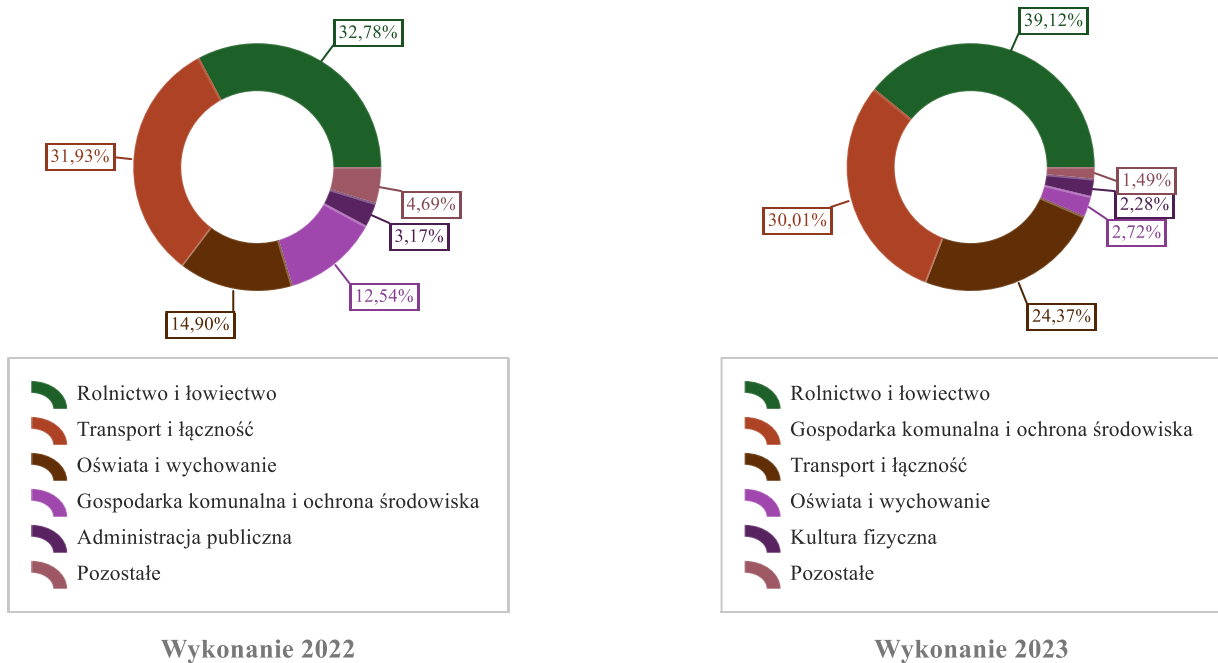 32,78%
31,93%
4,69%
3,17%
12,54%
14,90%
Rolnictwo i łowiectwo
Transport i łączność
Oświata i wychowanie
Gospodarka komunalna i ochrona środowiska
Administracja publiczna
Pozostałe
Wykonanie 2022
39,12%
1,49%
2,28%
30,01%
2,72%
24,37%
Rolnictwo i łowiectwo
Gospodarka komunalna i ochrona środowiska
Transport i łączność
Oświata i wychowanie
Kultura fizyczna
Pozostałe
Wykonanie 2023